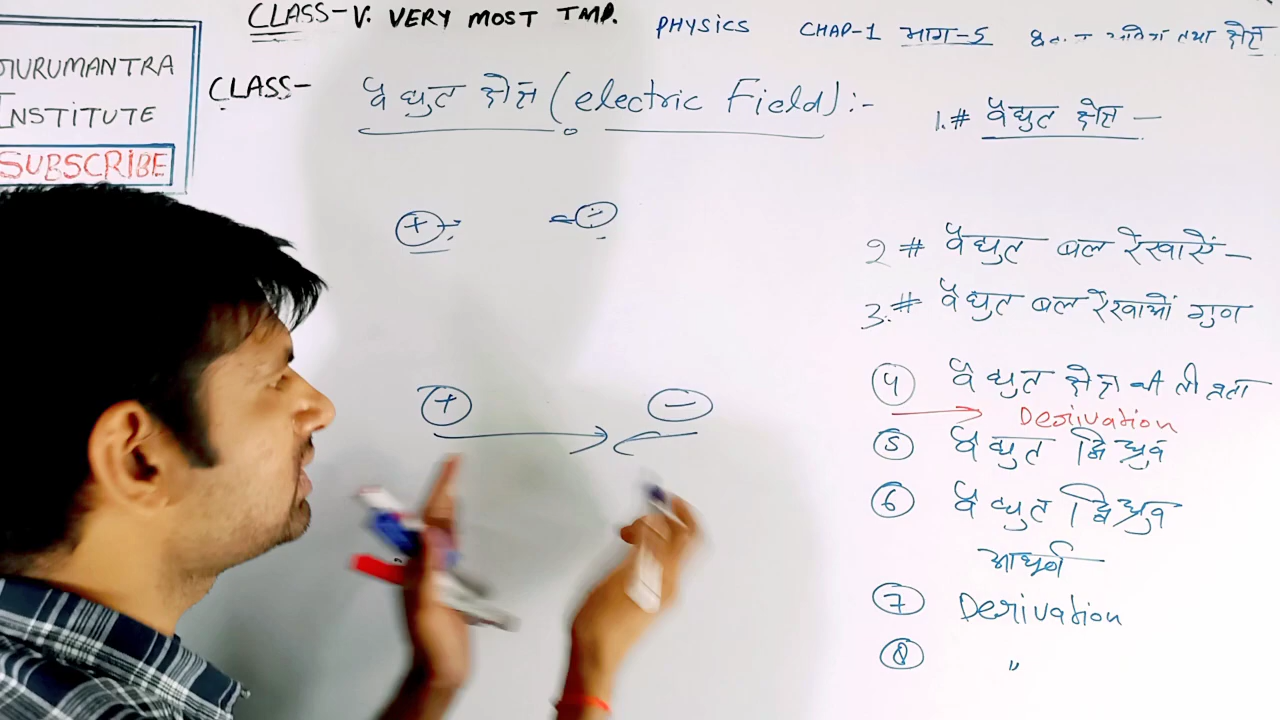 CLASS-V. VERY MOST IMP.
PHYSICS CHAP-1 भाग-5 तथा क्षेत्र
GURUMANTRA
INSTITUTE
SUBSCRIBE
CLASS-
वैद्युत क्षेत्र (electric Field):-
1.# वैद्युत क्षेत्र -
+ -
2 # वैद्युत बल रेखाएँ -
3.# वैद्युत बल रेखाओं गुण
+ -
4 वैद्युत क्षेत्र की तीव्रता
Derivation
5 वैद्युत द्विध्रुव
6 वैद्युत द्विध्रुव
आघूर्ण
7 Derivation
8 "